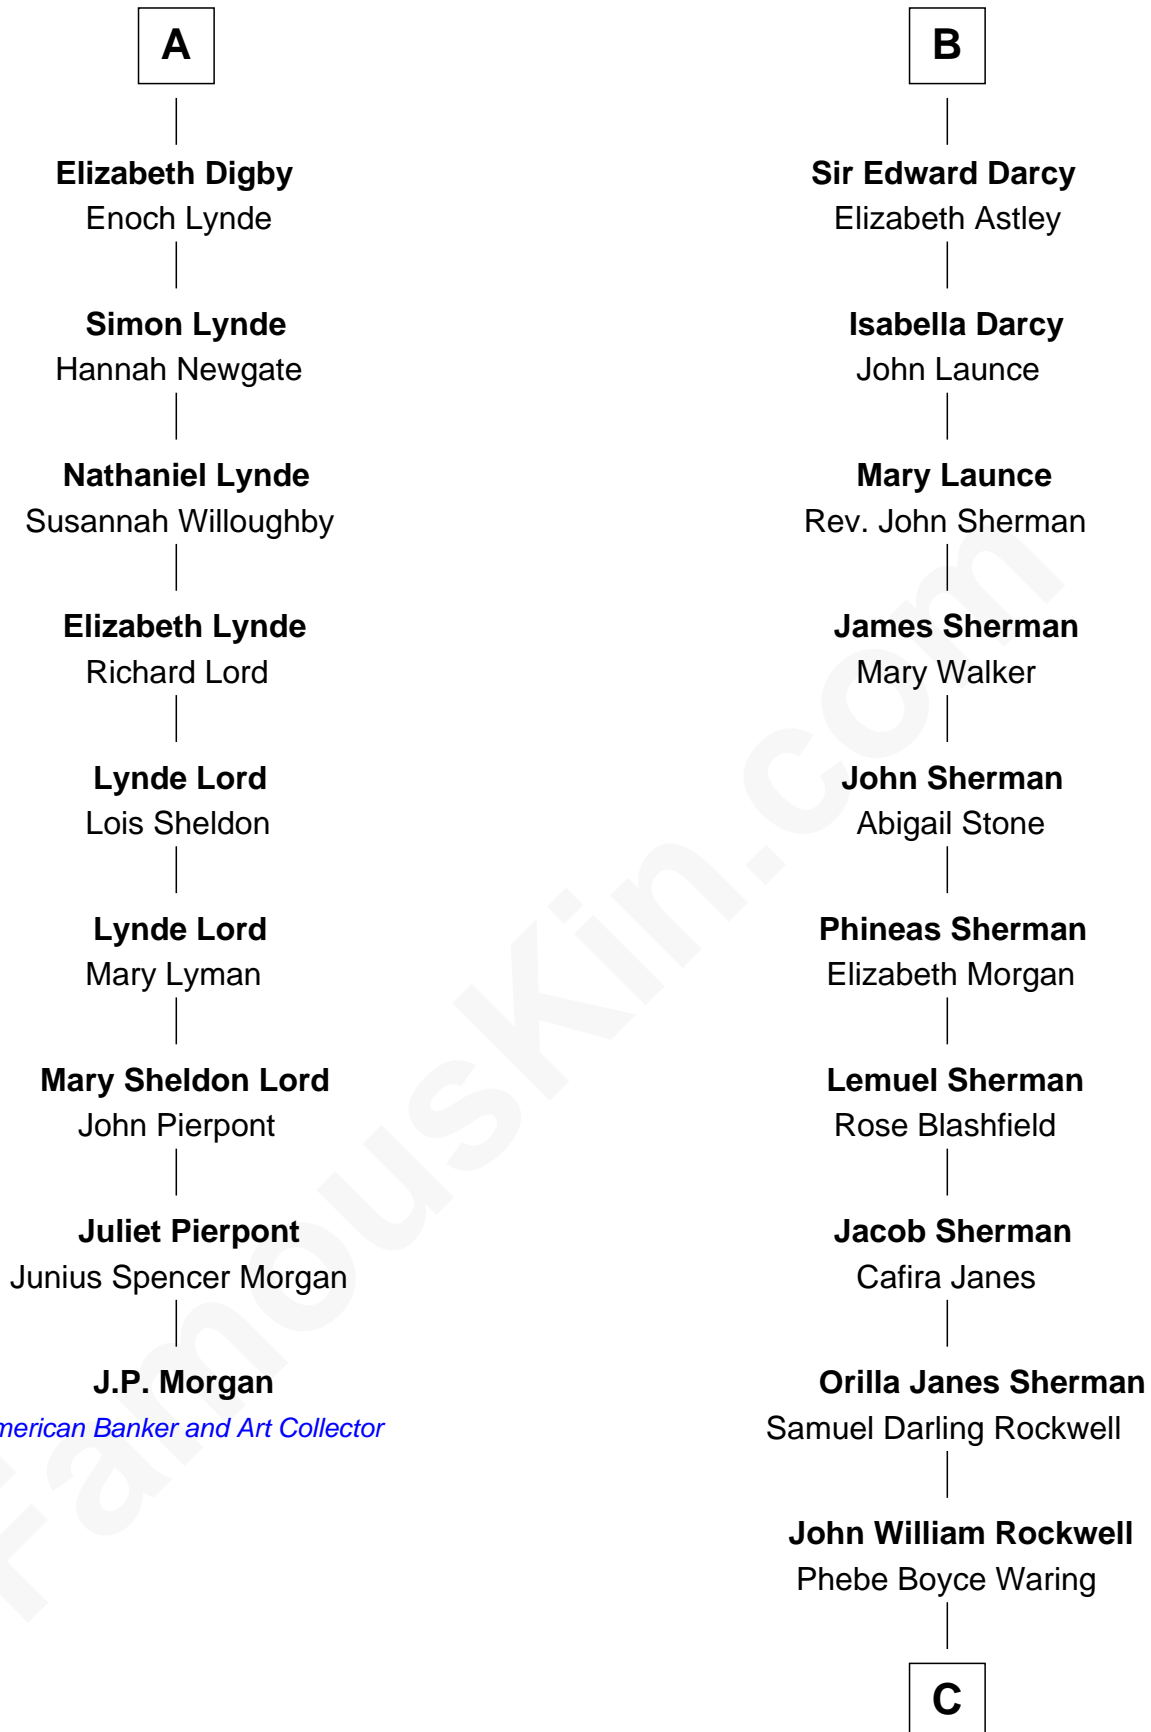 A
Elizabeth Digby
Enoch Lynde
Simon Lynde
Hannah Newgate
Nathaniel Lynde
Susannah Willoughby
Elizabeth Lynde
Richard Lord
Lynde Lord
Lois Sheldon
Lynde Lord
Mary Lyman
Mary Sheldon Lord
John Pierpont
Juliet Pierpont
Junius Spencer Morgan
J.P. Morgan
merican Banker and Art Collector
B
Sir Edward Darcy
Elizabeth Astley
Isabella Darcy
John Launce
Mary Launce
Rev. John Sherman
James Sherman
Mary Walker
John Sherman
Abigail Stone
Phineas Sherman
Elizabeth Morgan
Lemuel Sherman
Rose Blashfield
Jacob Sherman
Cafira Janes
Orilla Janes Sherman
Samuel Darling Rockwell
John William Rockwell
Phebe Boyce Waring
C
FamousKin.com